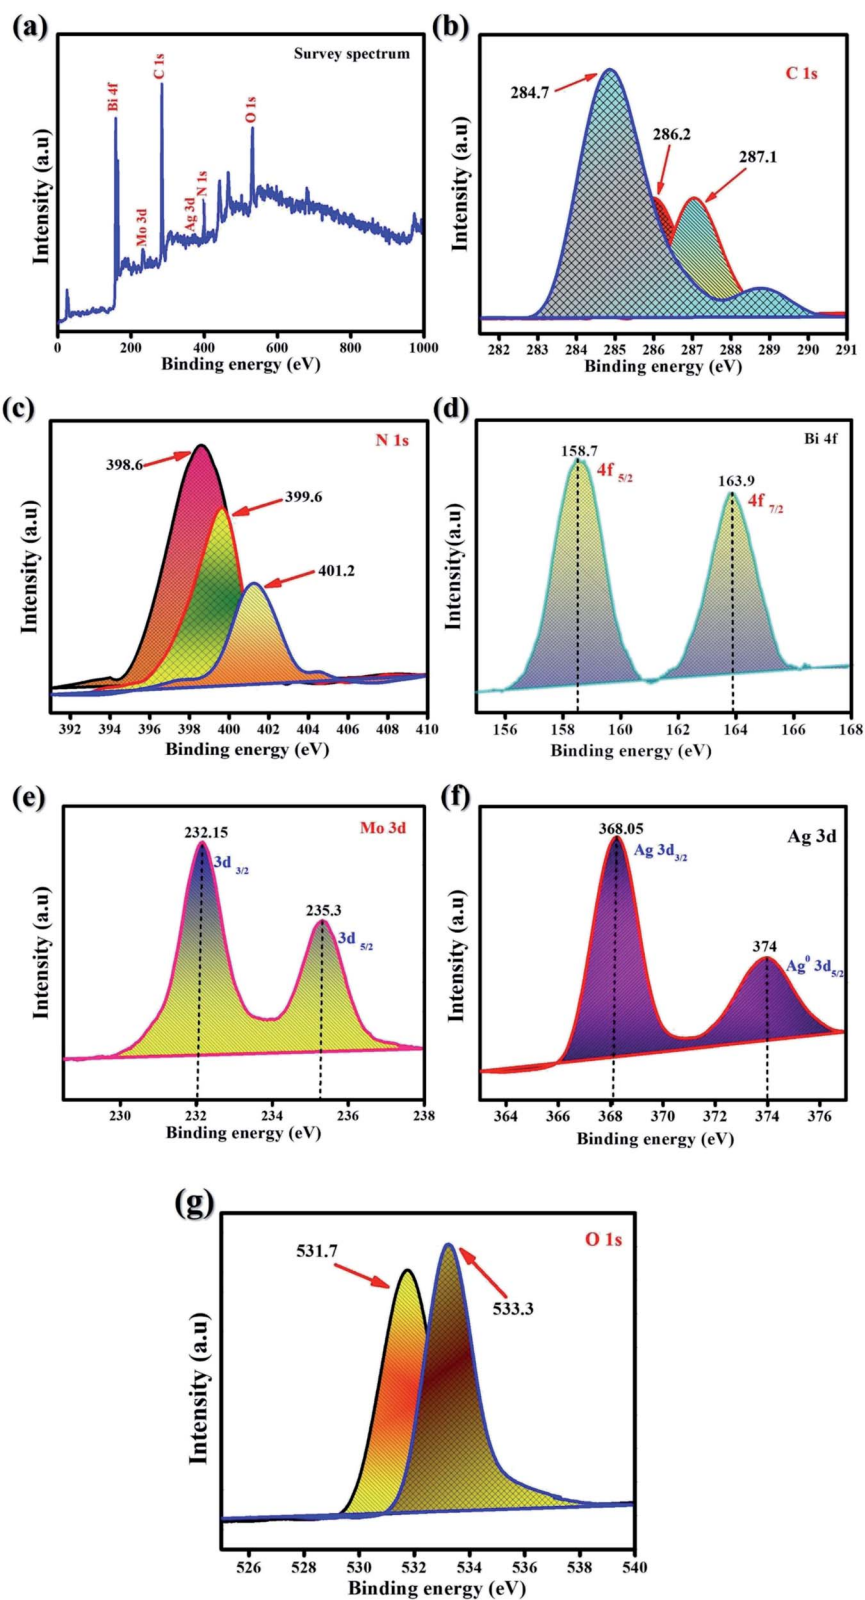 (a)
Survey spectrum
Bi 4f
Mo 3d
C 1s
Ag 3d
N 1s
O 1s
Intensity (a.u)
0 200 400 600 800 1000
Binding energy (eV)
(b)
C 1s
284.7
286.2
287.1
Intensity (a.u)
282 283 284 285 286 287 288 289 290 291
Binding energy (eV)
(c)
N 1s
398.6
399.6
401.2
Intensity (a.u)
392 394 396 398 400 402 404 406 408 410
Binding energy (eV)
(d)
Bi 4f
158.7
4f 5/2
163.9
4f 7/2
Intensity(a.u)
156 158 160 162 164 166 168
Binding energy (eV)
(e)
Mo 3d
232.15
3d 3/2
235.3
3d 5/2
Intensity (a.u)
230 232 234 236 238
Binding energy (eV)
(f)
Ag 3d
368.05
Ag 3d3/2
374
Ag0 3d5/2
Intensity (a.u)
364 366 368 370 372 374 376
Binding energy (eV)
(g)
O 1s
531.7
533.3
Intensity (a.u)
526 528 530 532 534 536 538 540
Binding energy (eV)